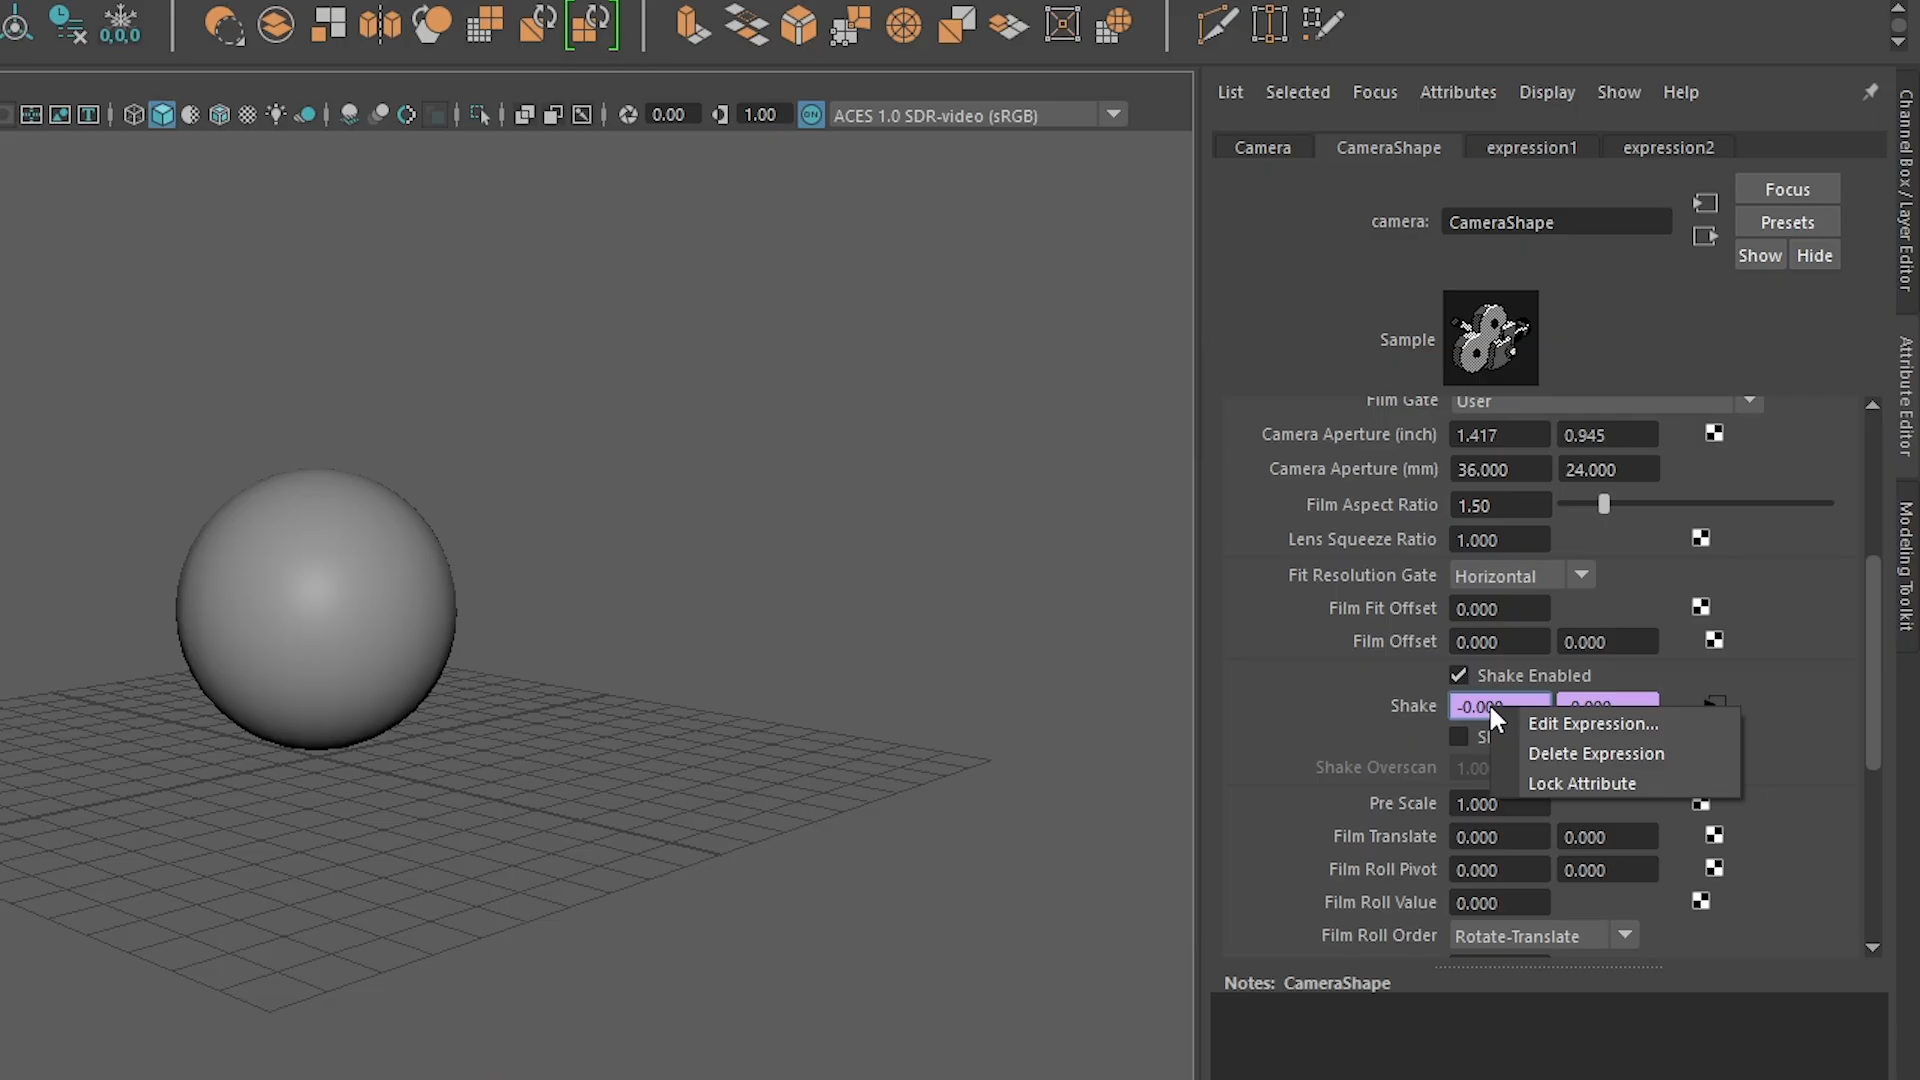 0,0,0
T
0.00
1.00
ON
ACES 1.0 SDR-video (sRGB)
List
Selected
Focus
Attributes
Display
Show
Help
Camera
CameraShape
expression1
expression2
camera:
CameraShape
Focus
Presets
Show
Hide
Sample
Film Gate
User
Camera Aperture (inch)
1.417
0.945
Camera Aperture (mm)
36.000
24.000
Film Aspect Ratio
1.50
Lens Squeeze Ratio
1.000
Fit Resolution Gate
Horizontal
Film Fit Offset
0.000
Film Offset
0.000
0.000
Shake Enabled
Shake
-0.000
Edit Expression...
Delete Expression
Lock Attribute
Shake Overscan
Pre Scale
1.000
Film Translate
0.000
0.000
Film Roll Pivot
0.000
0.000
Film Roll Value
0.000
Film Roll Order
Rotate-Translate
Notes: CameraShape
Channel Box / Layer Editor
Attribute Editor
Modeling Toolkit